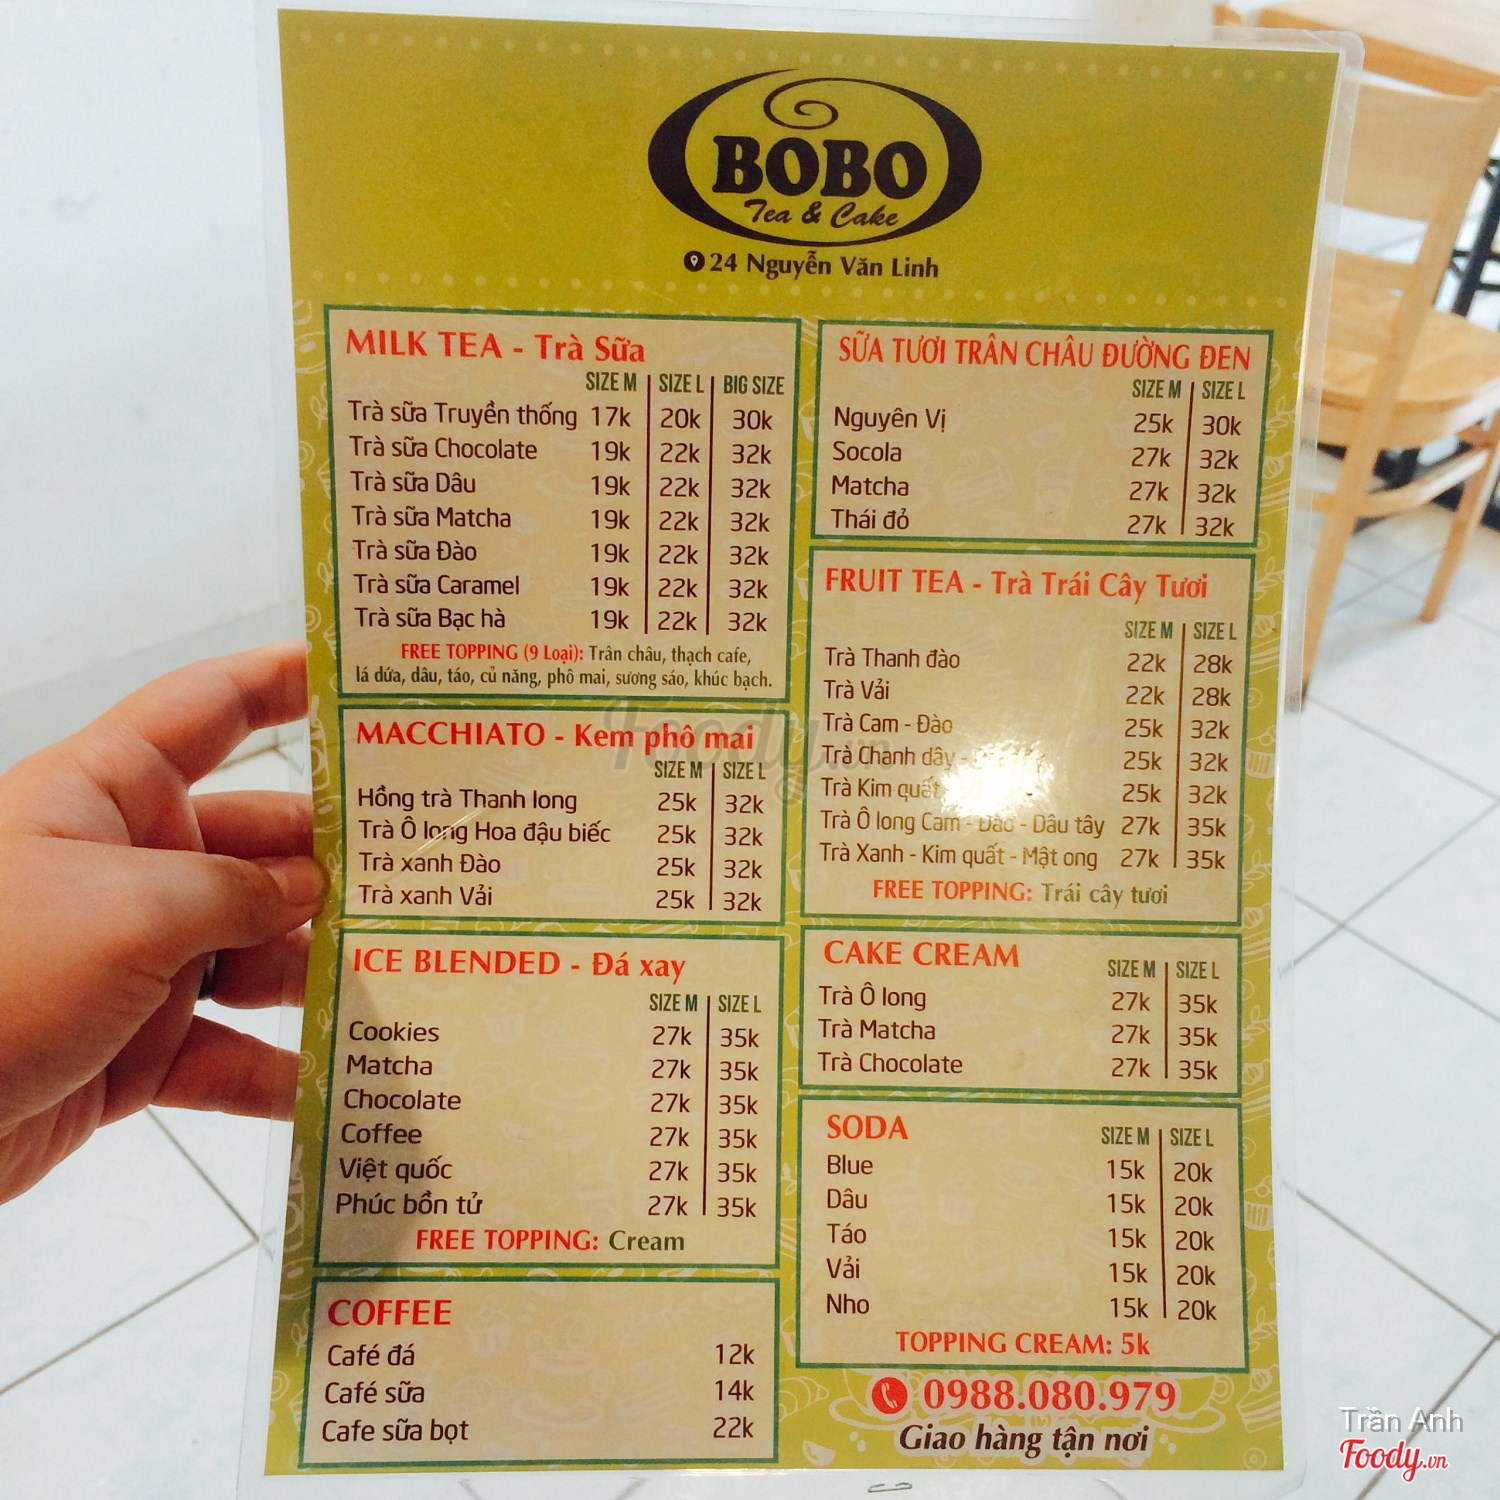 BOBO
Tea & Cake
24 Nguyễn Văn Linh
MILK TEA - Trà Sữa
SIZE M SIZE L BIG SIZE
Trà sữa Truyền thống 17k 20k 30k
Trà sữa Chocolate 19k 22k 32k
Trà sữa Dâu 19k 22k 32k
Trà sữa Matcha 19k 22k 32k
Trà sữa Đào 19k 22k 32k
Trà sữa Caramel 19k 22k 32k
Trà sữa Bạc hà 19k 22k 32k
FREE TOPPING (9 Loại): Trân châu, thạch cafe,
lá dứa, dâu, táo, củ năng, phô mai, sương sáo, khúc bạch.
MACCHIATO - Kem phô mai
SIZE M SIZE L
Hồng trà Thanh long 25k 32k
Trà Ô long Hoa đậu biếc 25k 32k
Trà xanh Đào 25k 32k
Trà xanh Vải 25k 32k
ICE BLENDED - Đá xay
SIZE M SIZE L
Cookies 27k 35k
Matcha 27k 35k
Chocolate 27k 35k
Coffee 27k 35k
Việt quốc 27k 35k
Phúc bồn tử 27k 35k
FREE TOPPING: Cream
COFFEE
Café đá 12k
Café sữa 14k
Cafe sữa bọt 22k
SỮA TƯƠI TRÂN CHÂU ĐƯỜNG ĐEN
SIZE M SIZE L
Nguyên Vị 25k 30k
Socola 27k 32k
Matcha 27k 32k
Thái đỏ 27k 32k
FRUIT TEA - Trà Trái Cây Tươi
SIZE M SIZE L
Trà Thanh đào 22k 28k
Trà Vải 22k 28k
Trà Cam - Đào 25k 32k
Trà Chanh dây - 25k 32k
Trà Kim quất 25k 32k
Trà Ô long Cam - Đào - Dâu tây 27k 35k
Trà Xanh - Kim quất - Mật ong 27k 35k
FREE TOPPING: Trái cây tươi
CAKE CREAM
SIZE M SIZE L
Trà Ô long 27k 35k
Trà Matcha 27k 35k
Trà Chocolate 27k 35k
SODA
SIZE M SIZE L
Blue 15k 20k
Dâu 15k 20k
Táo 15k 20k
Vải 15k 20k
Nho 15k 20k
TOPPING CREAM: 5k
0988.080.979
Giao hàng tận nơi
Foody.vn
Trần Anh
Foody.vn